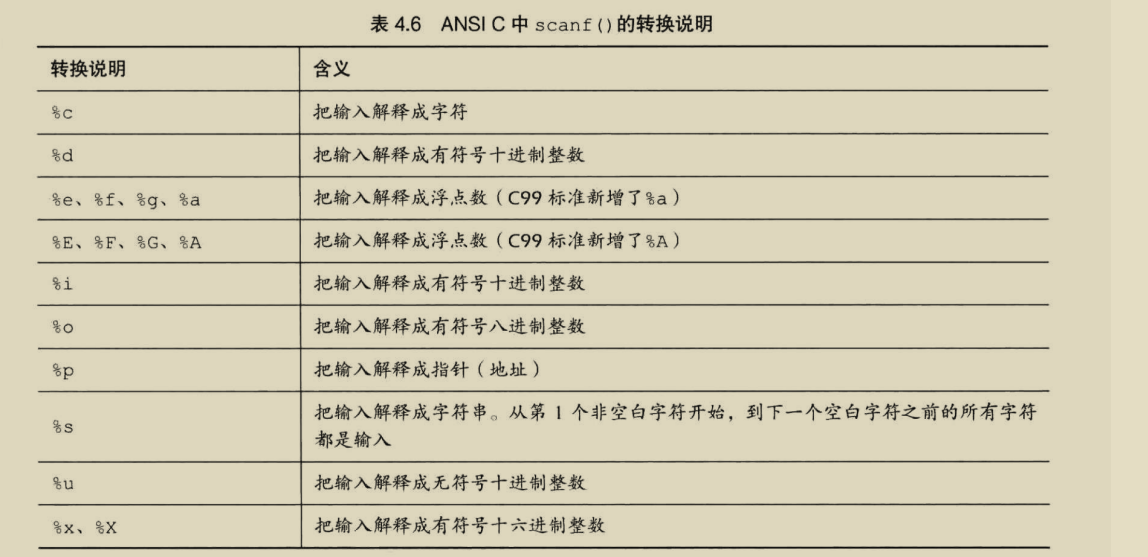 表 4.6 ANSI C 中 scanf()的转换说明
转换说明 含义
%c 把输入解释成字符
%d 把输入解释成有符号十进制整数
%e、%f、%g、%a 把输入解释成浮点数（C99 标准新增了%a）
%E、%F、%G、%A 把输入解释成浮点数（C99 标准新增了%A）
%i 把输入解释成有符号十进制整数
%o 把输入解释成有符号八进制整数
%p 把输入解释成指针（地址）
%s 把输入解释成字符串。从第 1 个非空白字符开始，到下一个空白字符之前的所有字符
都是输入
%u 把输入解释成无符号十进制整数
%x、%X 把输入解释成有符号十六进制整数